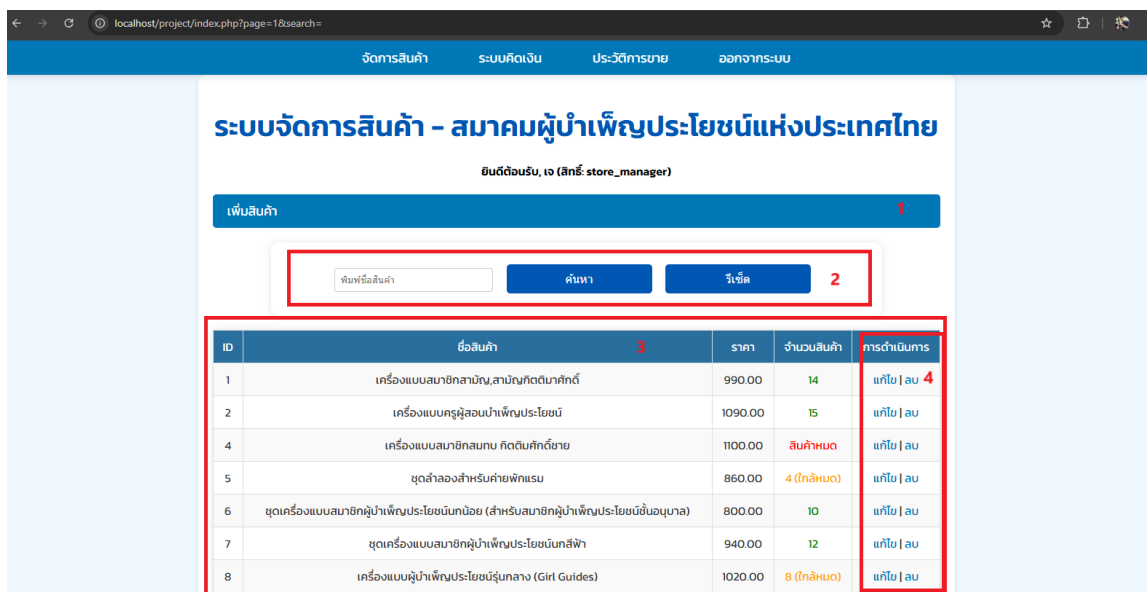 localhost/project/index.php?page=1&search=
จัดการสินค้า ระบบคิดเงิน ประวัติการขาย ออกจากระบบ
ระบบจัดการสินค้า - สมาคมผู้บำเพ็ญประโยชน์แห่งประเทศไทย
ยินดีต้อนรับ, เจ (สิทธิ์: store_manager)
เพิ่มสินค้า 1
พิมพ์ชื่อสินค้า ค้นหา รีเซ็ต 2
ID ชื่อสินค้า 3 ราคา จำนวนสินค้า การดำเนินการ
1 เครื่องแบบสมาชิกสามัญ,สามัญกิตติมาศักดิ์ 990.00 14 แก้ไข | ลบ 4
2 เครื่องแบบครูผู้สอนบำเพ็ญประโยชน์ 1090.00 15 แก้ไข | ลบ
4 เครื่องแบบสมาชิกสมทบ กิตติมศักดิ์ชาย 1100.00 สินค้าหมด แก้ไข | ลบ
5 ชุดลำลองสำหรับค่ายพักแรม 860.00 4 (ใกล้หมด) แก้ไข | ลบ
6 ชุดเครื่องแบบสมาชิกผู้บำเพ็ญประโยชน์นกน้อย (สำหรับสมาชิกผู้บำเพ็ญประโยชน์ชั้นอนุบาล) 800.00 10 แก้ไข | ลบ
7 ชุดเครื่องแบบสมาชิกผู้บำเพ็ญประโยชน์นกสีฟ้า 940.00 12 แก้ไข | ลบ
8 เครื่องแบบผู้บำเพ็ญประโยชน์รุ่นกลาง (Girl Guides) 1020.00 8 (ใกล้หมด) แก้ไข | ลบ